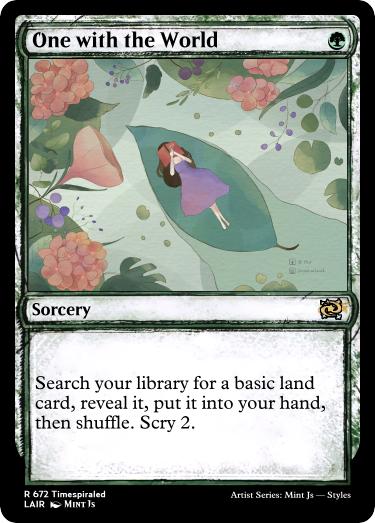 One with the World
Sorcery
Search your library for a basic land
card, reveal it, put it into your hand,
then shuffle. Scry 2.
R 672 Timespiraled
LAIR Mint Js
Artist Series: Mint Js — Styles